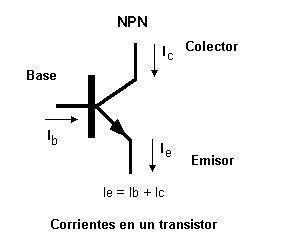 NPN
Ic
Colector
Base
Ib
Ie
Emisor
Ie = Ib + Ic
Corrientes en un transistor